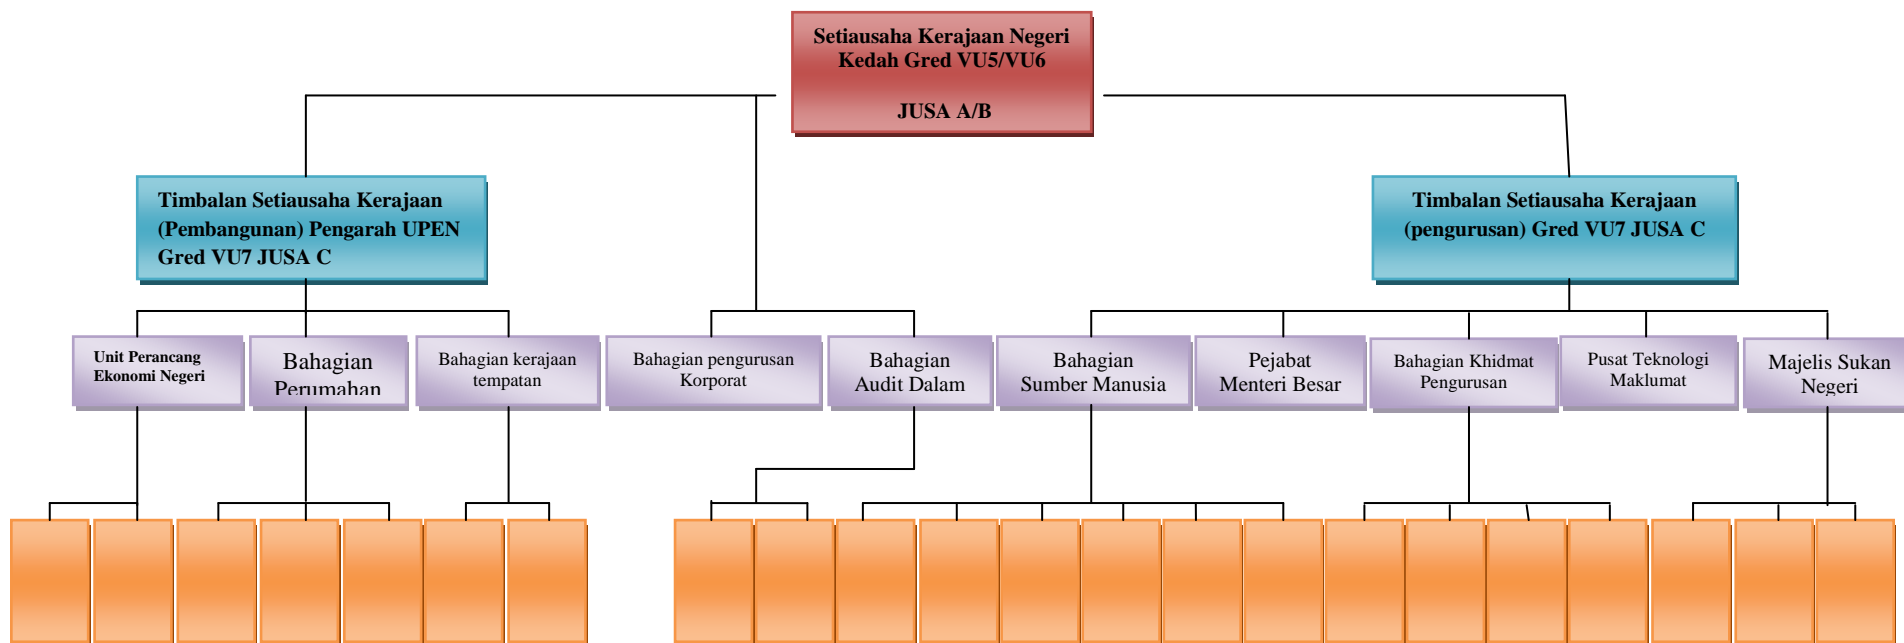 Setiausaha Kerajaan Negeri
Kedah Gred VU5/VU6
JUSA A/B
Timbalan Setiausaha Kerajaan
(Pembangunan) Pengarah UPEN
Gred VU7 JUSA C
Timbalan Setiausaha Kerajaan
(pengurusan) Gred VU7 JUSA C
Unit Perancang
Ekonomi Negeri
Bahagian
Perumahan
Bahagian kerajaan
tempatan
Bahagian pengurusan
Korporat
Bahagian
Audit Dalam
Bahagian
Sumber Manusia
Pejabat
Menteri Besar
Bahagian Khidmat
Pengurusan
Pusat Teknologi
Maklumat
Majelis Sukan
Negeri